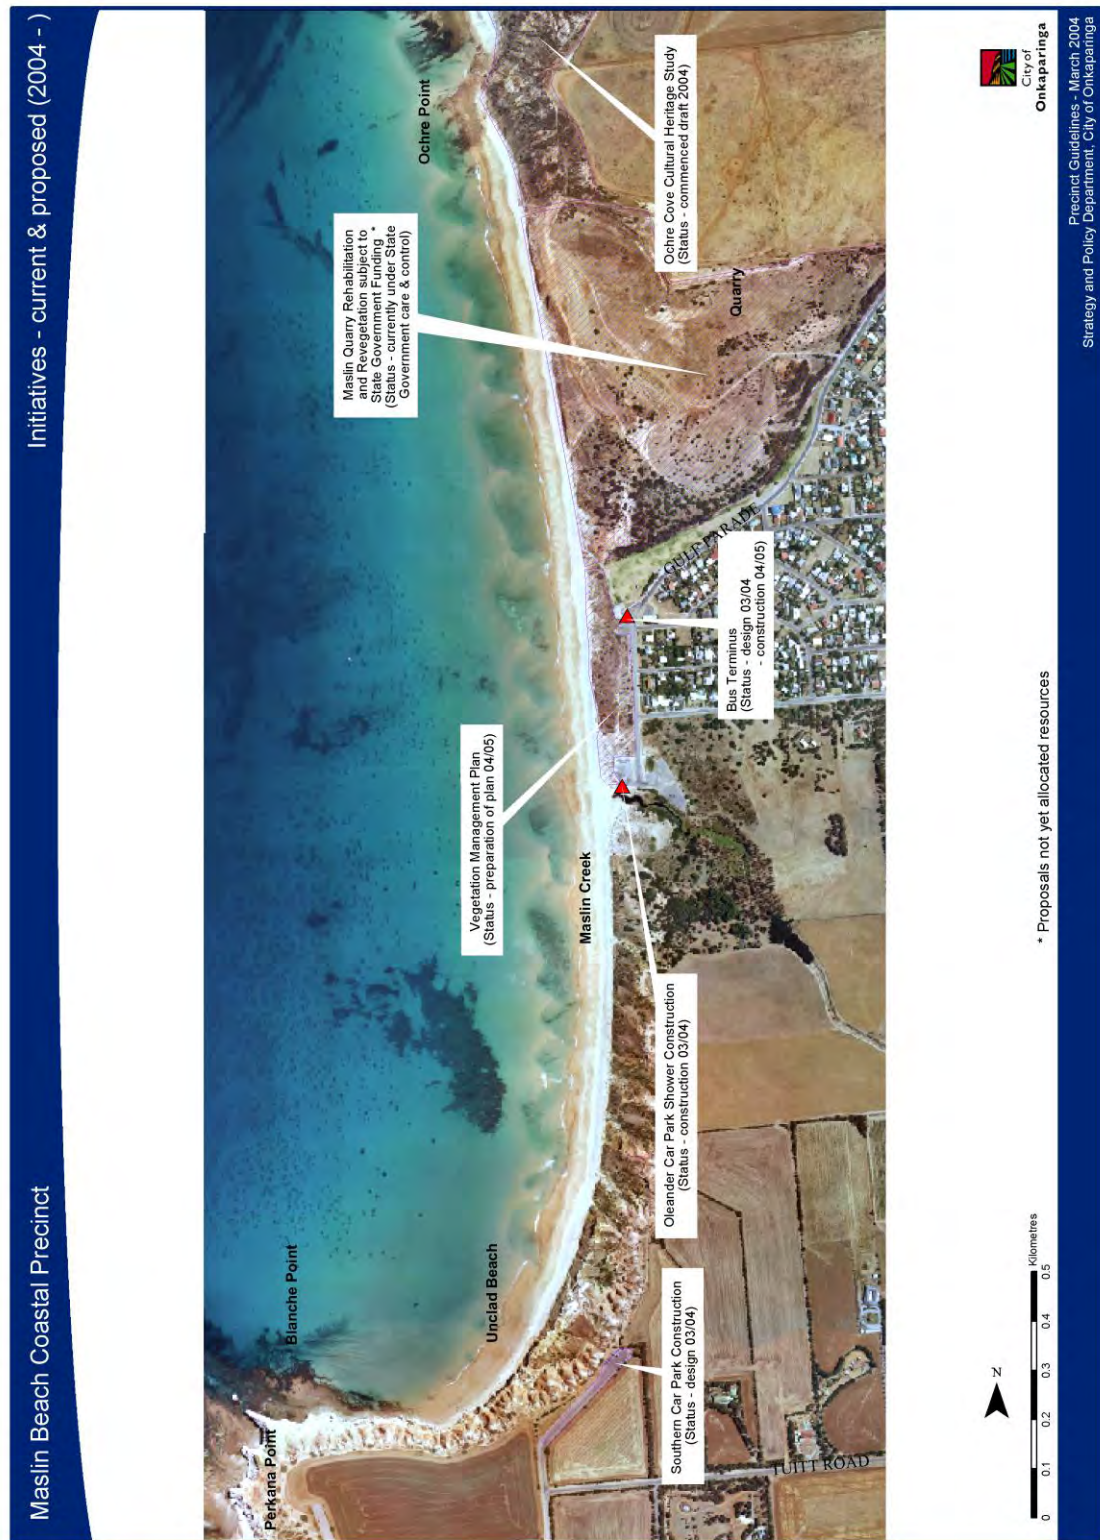 Maslin Beach Coastal Precinct
Initiatives - current & proposed (2004 - )
Perkana Point
Blanche Point
Unclad Beach
Maslin Creek
Ochre Point
Quarry
GULF PARADE
TUITT ROAD
Maslin Quarry Rehabilitation
and Revegetation subject to
State Government Funding *
(Status - currently under State
Government care & control)
Vegetation Management Plan
(Status - preparation of plan 04/05)
Southern Car Park Construction
(Status - design 03/04)
Oleander Car Park Shower Construction
(Status - construction 03/04)
Bus Terminus
(Status - design 03/04
- construction 04/05)
Ochre Cove Cultural Heritage Study
(Status - commenced draft 2004)
N
Kilometres
0 0.1 0.2 0.3 0.4 0.5
* Proposals not yet allocated resources
City of
Onkaparinga
Precinct Guidelines - March 2004
Strategy and Policy Department, City of Onkaparinga